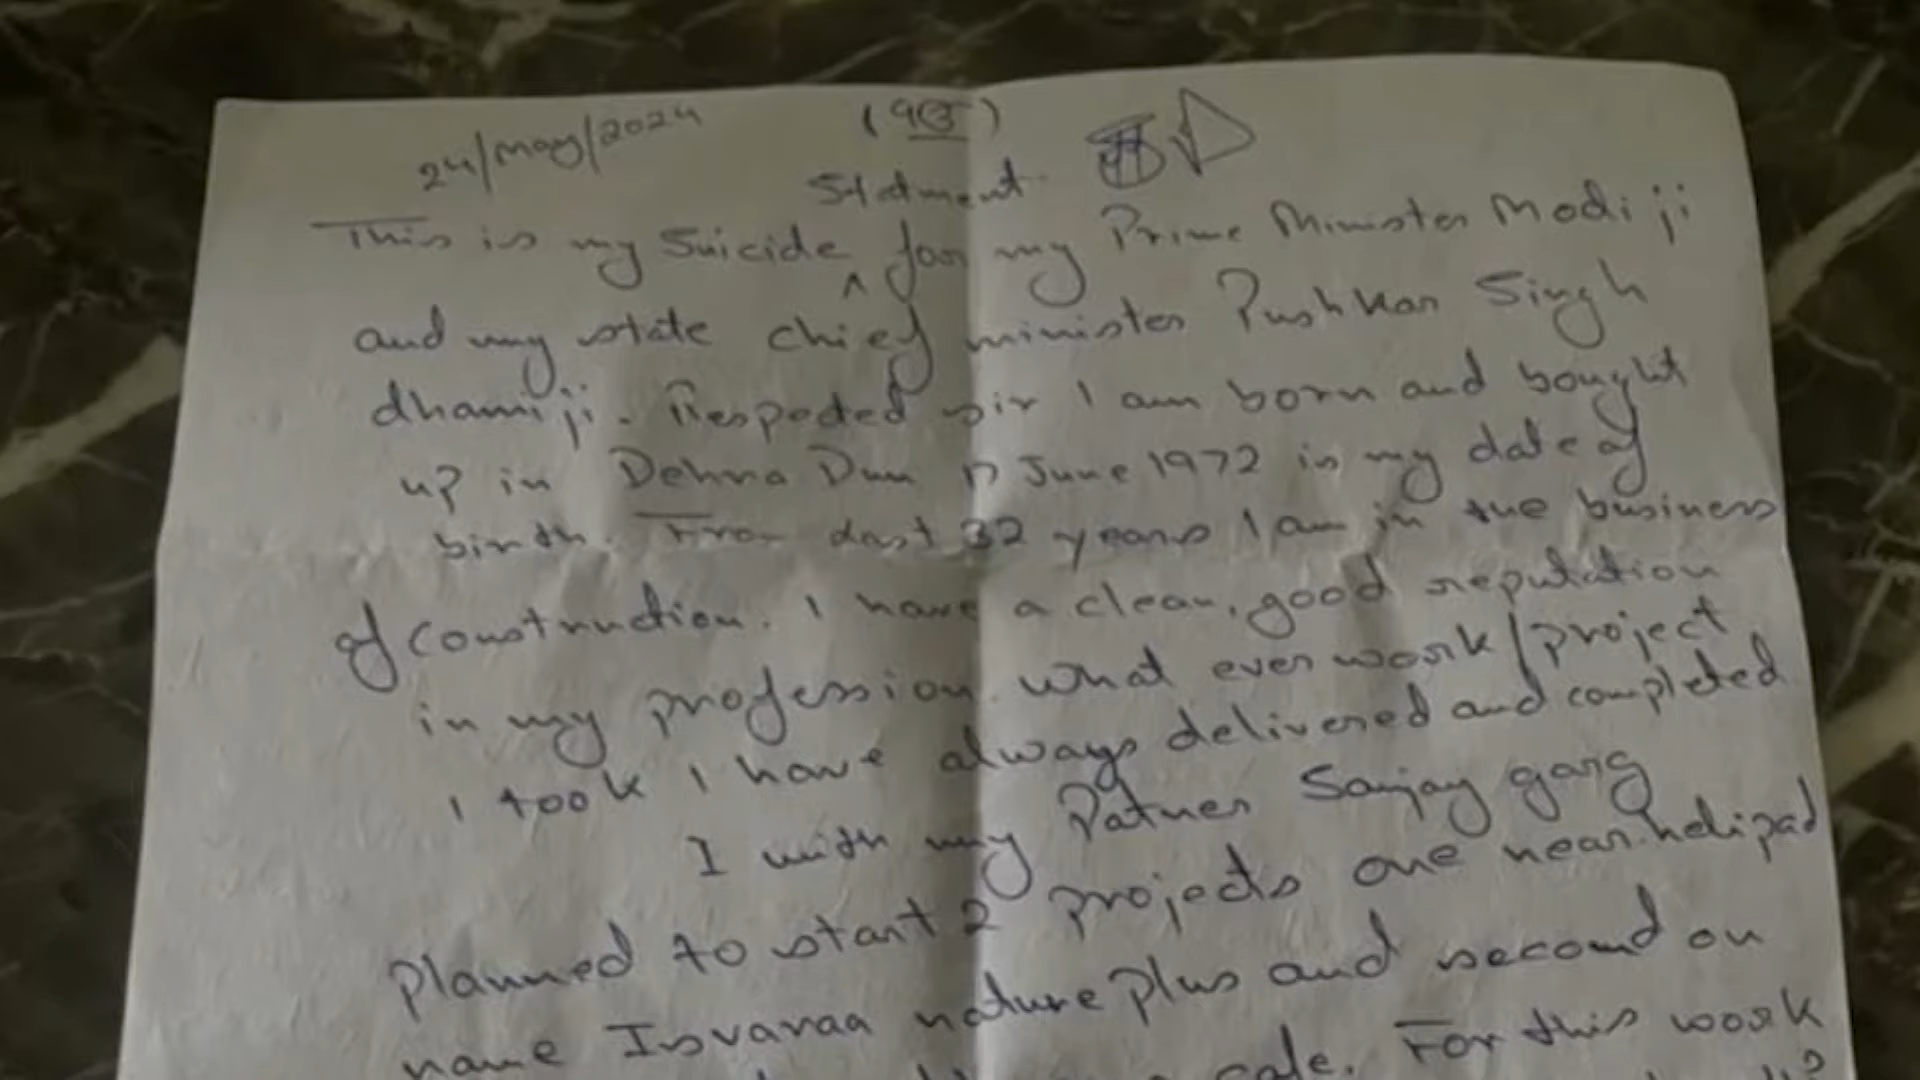 24/May/2024
Statment
This is my Suicide ^ for my Prime Minister Modi ji
and my state chief minister Pushkar Singh
dhami ji. Respected sir I am born and bought
up in Dehra Dun 17 June 1972 is my date of
birth. From last 32 years I am in the business
of construction. I have a clean, good reputation
in my profession. what ever work/project
I took I have always delivered and completed
I with my Patner Sanjay garg
planned to start 2 projects one near helipad
name Isvaraa nature plus and second on
For this work